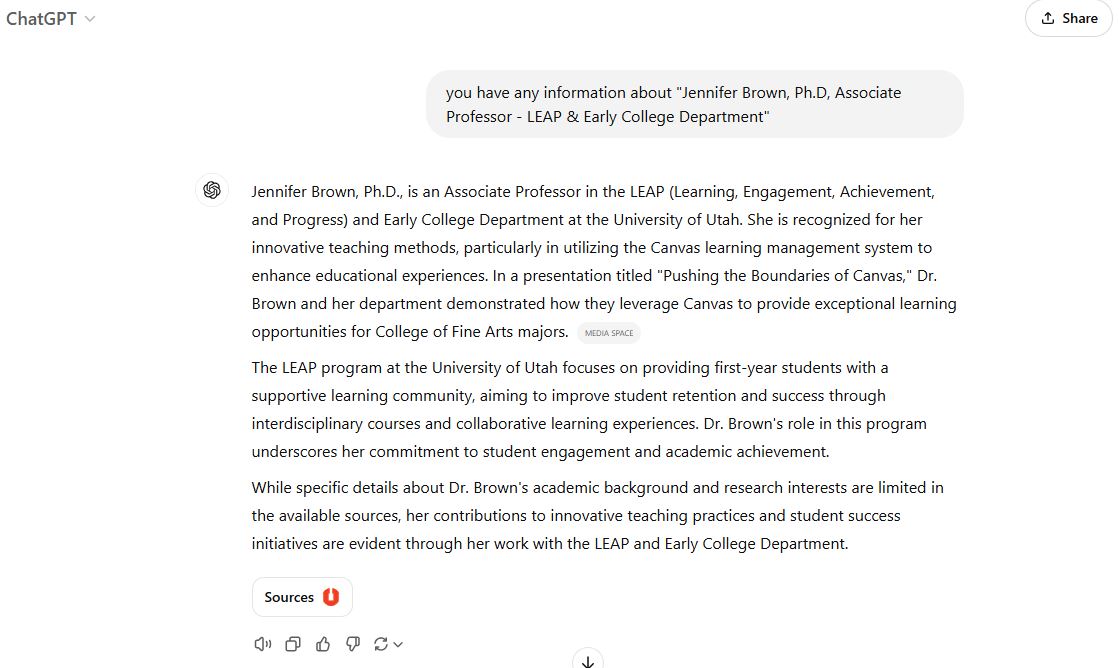 ChatGPT
Share
you have any information about "Jennifer Brown, Ph.D, Associate
Professor - LEAP & Early College Department"
Jennifer Brown, Ph.D., is an Associate Professor in the LEAP (Learning, Engagement, Achievement,
and Progress) and Early College Department at the University of Utah. She is recognized for her
innovative teaching methods, particularly in utilizing the Canvas learning management system to
enhance educational experiences. In a presentation titled "Pushing the Boundaries of Canvas," Dr.
Brown and her department demonstrated how they leverage Canvas to provide exceptional learning
opportunities for College of Fine Arts majors. MEDIA SPACE
The LEAP program at the University of Utah focuses on providing first-year students with a
supportive learning community, aiming to improve student retention and success through
interdisciplinary courses and collaborative learning experiences. Dr. Brown's role in this program
underscores her commitment to student engagement and academic achievement.
While specific details about Dr. Brown's academic background and research interests are limited in
the available sources, her contributions to innovative teaching practices and student success
initiatives are evident through her work with the LEAP and Early College Department.
Sources